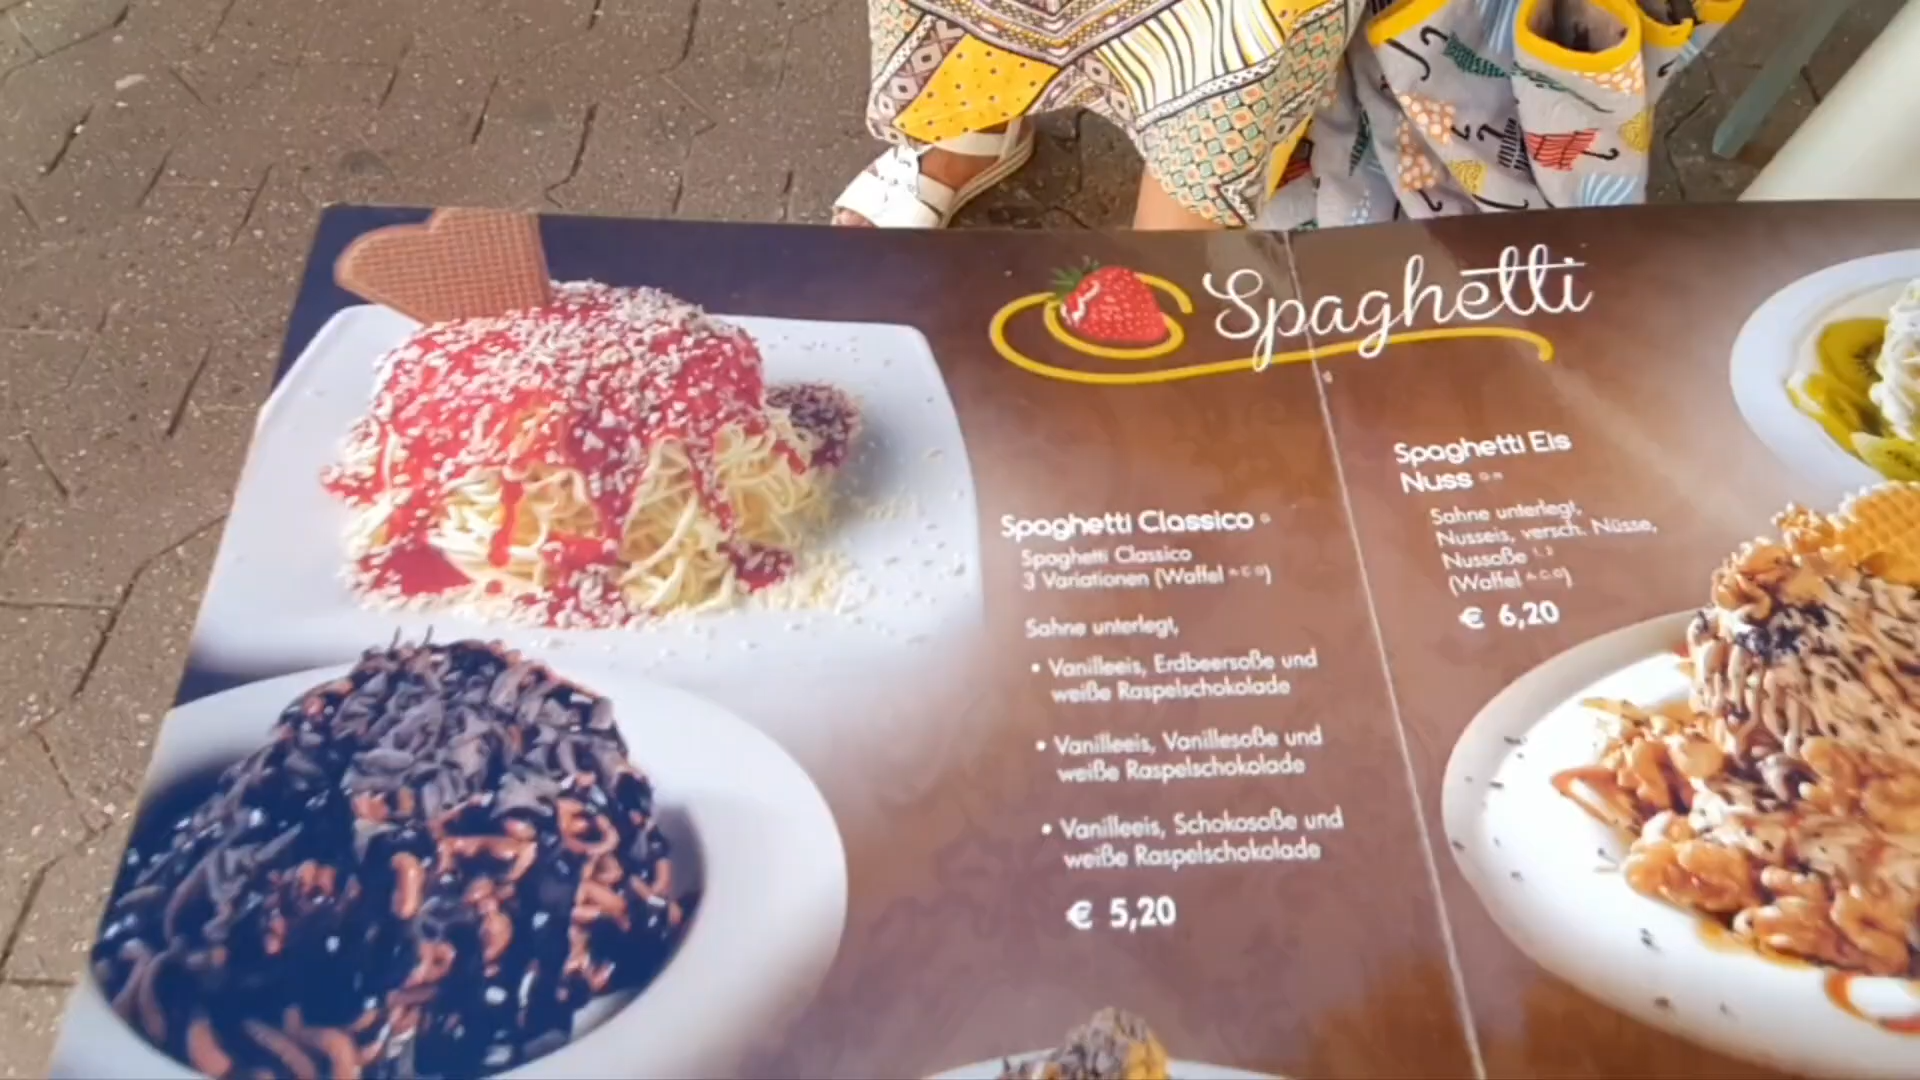 Spaghetti
Spaghetti Classico G
Spaghetti Classico
3 Variationen (Waffel A C G)
Sahne unterlegt,
• Vanilleeis, Erdbeersoße und
weiße Raspelschokolade
• Vanilleeis, Vanillesoße und
weiße Raspelschokolade
• Vanilleeis, Schokosoße und
weiße Raspelschokolade
€ 5,20
Spaghetti Eis
Nuss
Sahne unterlegt,
Nusseis, versch. Nüsse,
Nussoße
(Waffel A C G)
€ 6,20